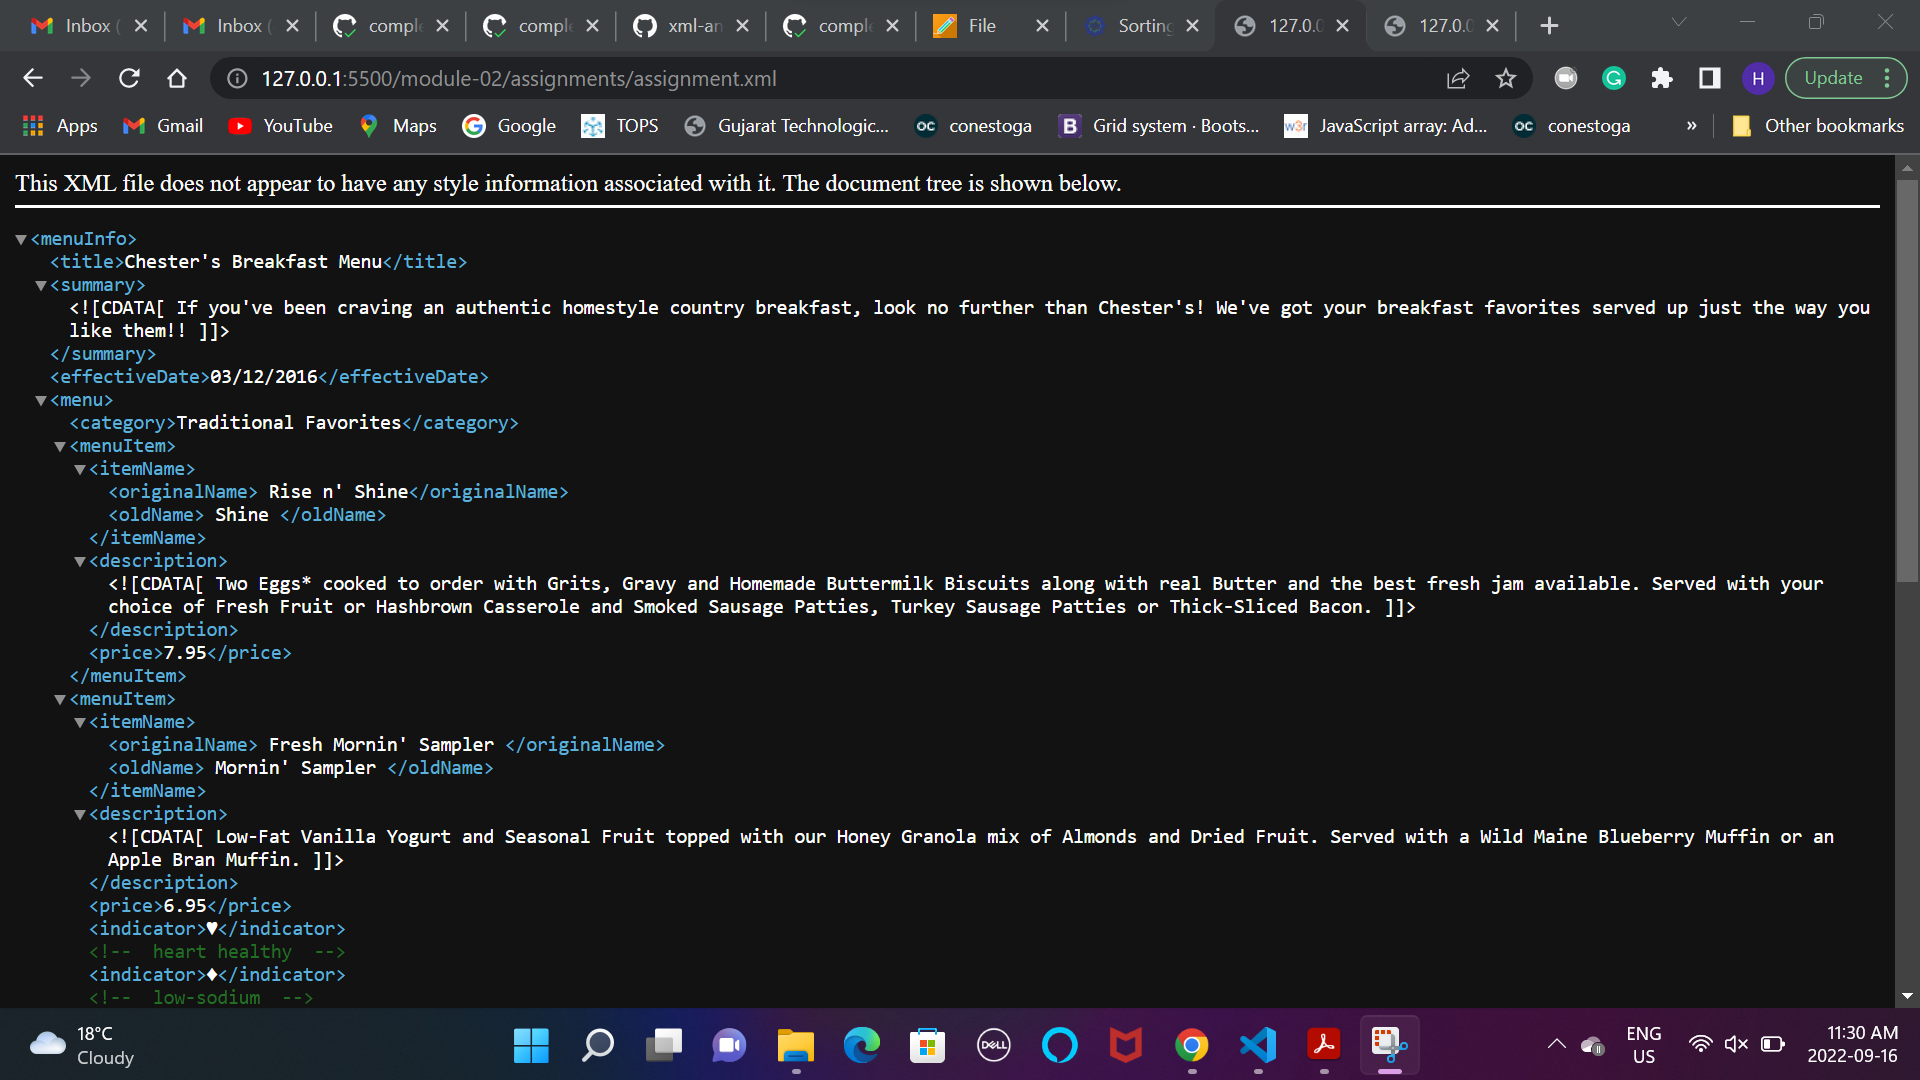 Inbox (
Inbox (
comple
comple
xml-an
comple
File
Sorting
127.0.0
127.0.0
127.0.0.1:5500/module-02/assignments/assignment.xml
H
Update
Apps
Gmail
YouTube
Maps
Google
TOPS
Gujarat Technologic...
conestoga
Grid system · Boots...
JavaScript array: Ad...
conestoga
»
Other bookmarks
This XML file does not appear to have any style information associated with it. The document tree is shown below.
<menuInfo>
<title>Chester's Breakfast Menu</title>
<summary>
<![CDATA[ If you've been craving an authentic homestyle country breakfast, look no further than Chester's! We've got your breakfast favorites served up just the way you
like them!! ]]>
</summary>
<effectiveDate>03/12/2016</effectiveDate>
<menu>
<category>Traditional Favorites</category>
<menuItem>
<itemName>
<originalName> Rise n' Shine</originalName>
<oldName> Shine </oldName>
</itemName>
<description>
<![CDATA[ Two Eggs* cooked to order with Grits, Gravy and Homemade Buttermilk Biscuits along with real Butter and the best fresh jam available. Served with your
choice of Fresh Fruit or Hashbrown Casserole and Smoked Sausage Patties, Turkey Sausage Patties or Thick-Sliced Bacon. ]]>
</description>
<price>7.95</price>
</menuItem>
<menuItem>
<itemName>
<originalName> Fresh Mornin' Sampler </originalName>
<oldName> Mornin' Sampler </oldName>
</itemName>
<description>
<![CDATA[ Low-Fat Vanilla Yogurt and Seasonal Fruit topped with our Honey Granola mix of Almonds and Dried Fruit. Served with a Wild Maine Blueberry Muffin or an
Apple Bran Muffin. ]]>
</description>
<price>6.95</price>
<indicator>♥</indicator>
<!-- heart healthy -->
<indicator>♦</indicator>
<!-- low-sodium -->
18°C
Cloudy
DELL
ENG
US
11:30 AM
2022-09-16